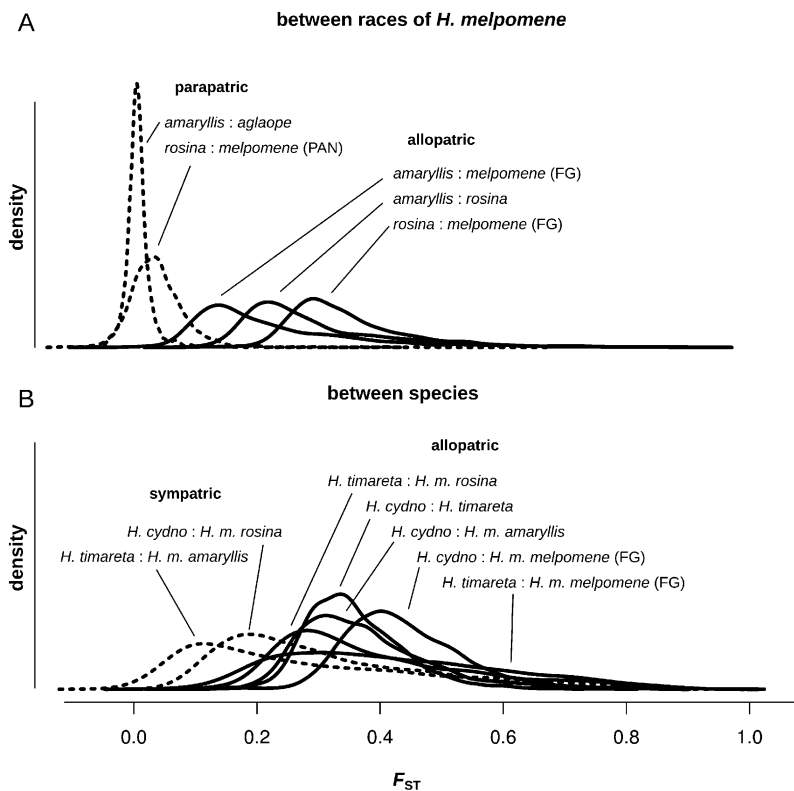 A
between races of H. melpomene
parapatric
amaryllis : aglaope
rosina : melpomene (PAN)
allopatric
amaryllis : melpomene (FG)
amaryllis : rosina
rosina : melpomene (FG)
density
B
between species
allopatric
H. timareta : H. m. rosina
sympatric
H. cydno : H. timareta
H. cydno : H. m. rosina
H. cydno : H. m. amaryllis
H. timareta : H. m. amaryllis
H. cydno : H. m. melpomene (FG)
H. timareta : H. m. melpomene (FG)
density
0.0 0.2 0.4 0.6 0.8 1.0
FST